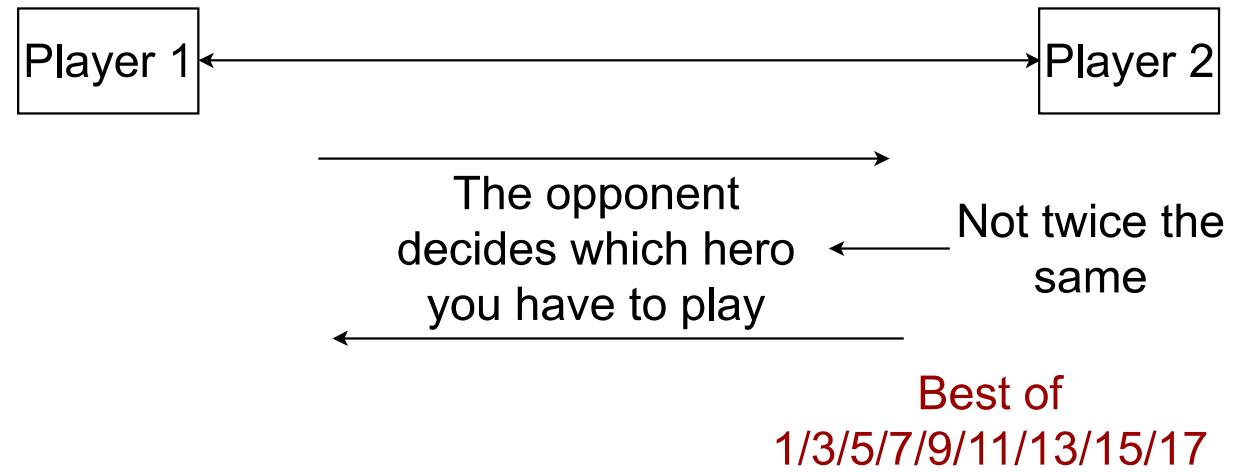 Player 1
Player 2
The opponent
decides which hero
you have to play
Not twice the
same
Best of
1/3/5/7/9/11/13/15/17